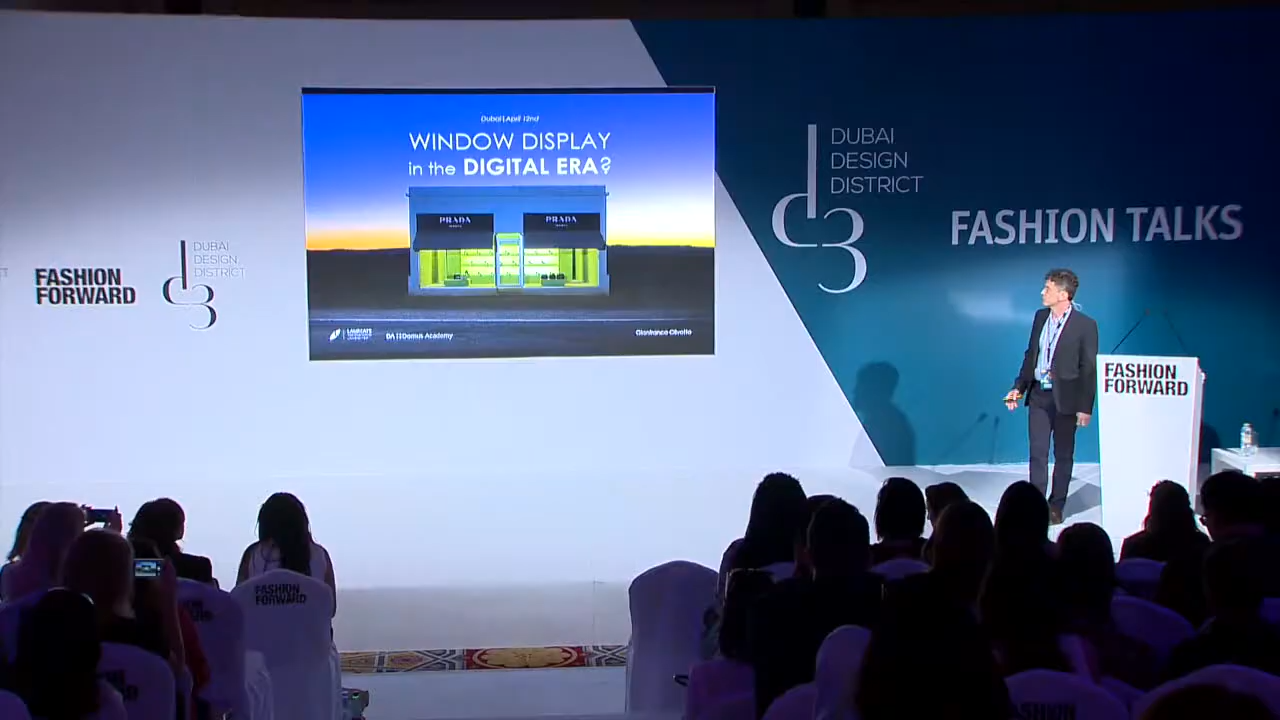 Dubai | April 12nd
WINDOW DISPLAY
in the DIGITAL ERA?
PRADA
PRADA
LAUREATE
DA | Domus Academy
Gianfranco Olivotto
DUBAI
DESIGN
DISTRICT
d3
FASHION TALKS
FASHION
FORWARD
DUBAI
DESIGN
DISTRICT
d3
FASHION
FORWARD
FASHION
FORWARD